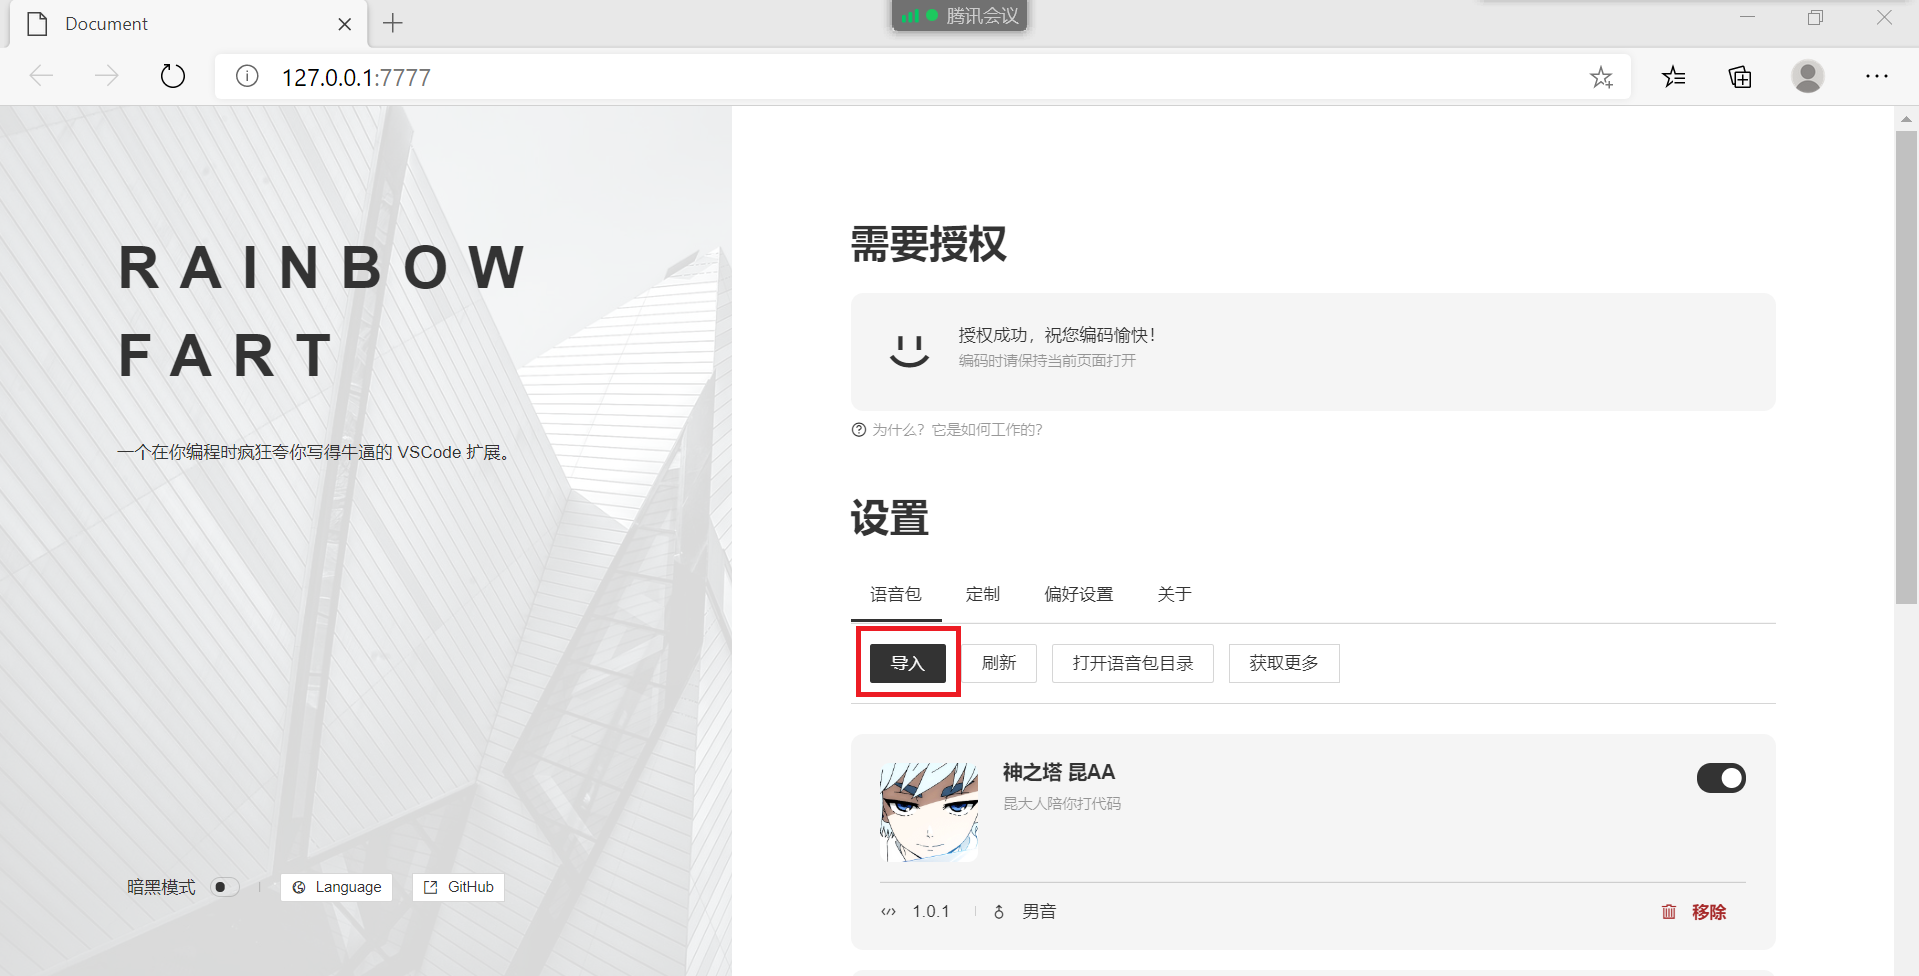 Document
腾讯会议
127.0.0.1:7777
RAINBOW
FART
一个在你编程时疯狂夸你写得牛逼的 VSCode 扩展。
暗黑模式
Language
GitHub
需要授权
授权成功，祝您编码愉快！
编码时请保持当前页面打开
为什么？它是如何工作的？
设置
语音包 定制 偏好设置 关于
导入 刷新 打开语音包目录 获取更多
神之塔 昆AA
昆大人陪你打代码
1.0.1 男音 移除